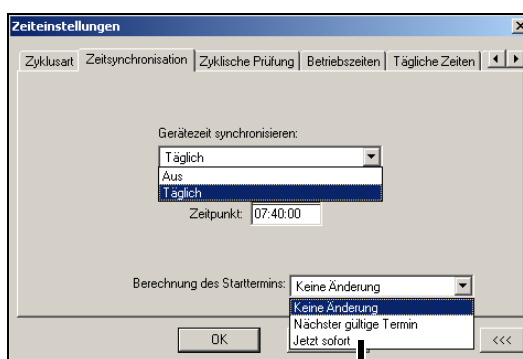 Zeiteinstellungen
Zyklusart Zeitsynchronisation Zyklische Prüfung Betriebszeiten Tägliche Zeiten
Gerätezeit synchronisieren:
Täglich
Aus
Täglich
Zeitpunkt: 07:40:00
Berechnung des Starttermins: Keine Änderung
Keine Änderung
Nächster gültige Termin
Jetzt sofort
OK
<<<